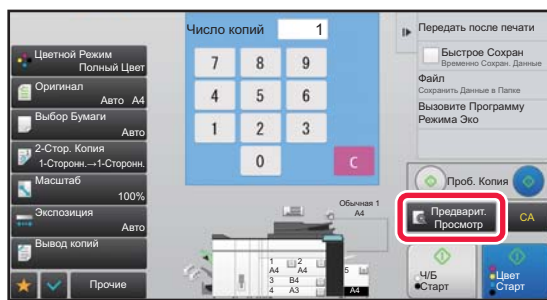 Число копий 1
Передать после печати
Быстрое Сохран
Временно Сохран. Данные
Файл
Сохранить Данные в Папке
Вызовите Программу
Режима Эко
Цветной Режим
Полный Цвет
Оригинал
Авто A4
Выбор Бумаги
Авто
2-Стор. Копия
1-Сторонн.→1-Сторонн.
Масштаб
100%
Экспозиция
Авто
Вывод копий
Прочие
7 8 9
4 5 6
1 2 3
0 C
Обычная 1
A4
1 2
A4 A4
3 B4
4 A3
5
A4
Проб. Копия
Предварит.
Просмотр
CA
Ч/Б
Старт
Цвет
Старт